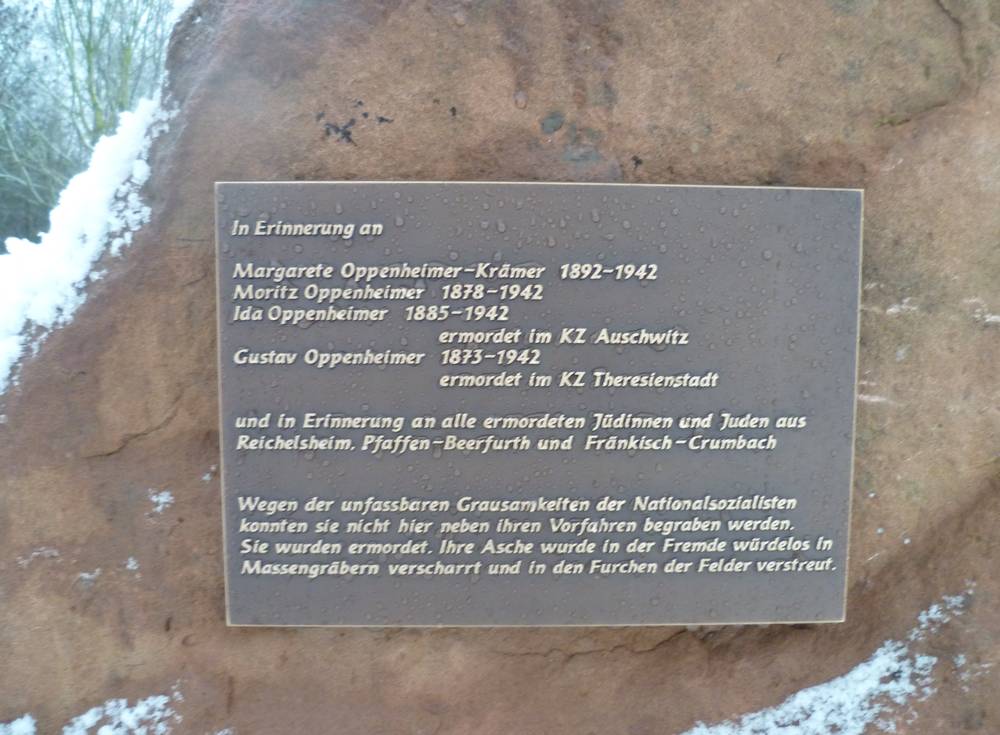 In Erinnerung an
Margarete Oppenheimer-Krämer 1892-1942
Moritz Oppenheimer 1878-1942
Ida Oppenheimer 1885-1942
ermordet im KZ Auschwitz
Gustav Oppenheimer 1873-1942
ermordet im KZ Theresienstadt
und in Erinnerung an alle ermordeten Jüdinnen und Juden aus
Reichelsheim, Pfaffen-Beerfurth und Fränkisch-Crumbach
Wegen der unfassbaren Grausamkeiten der Nationalsozialisten
konnten sie nicht hier neben ihren Vorfahren begraben werden.
Sie wurden ermordet. Ihre Asche wurde in der Fremde würdelos in
Massengräbern verscharrt und in den Furchen der Felder verstreut.